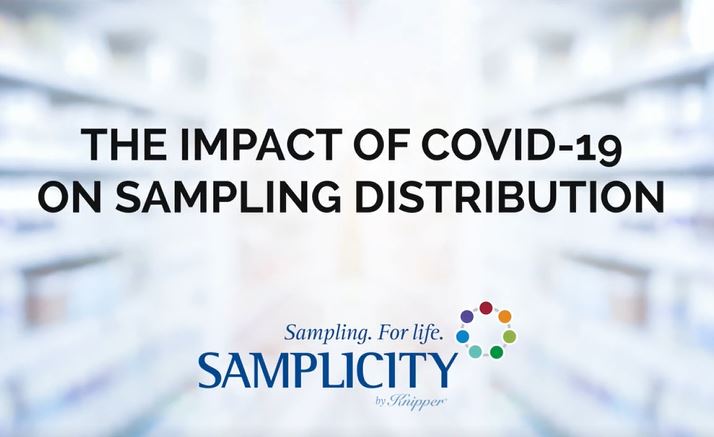 THE IMPACT OF COVID-19
ON SAMPLING DISTRIBUTION
Sampling. For life.
SAMPLICITY
by Knipper